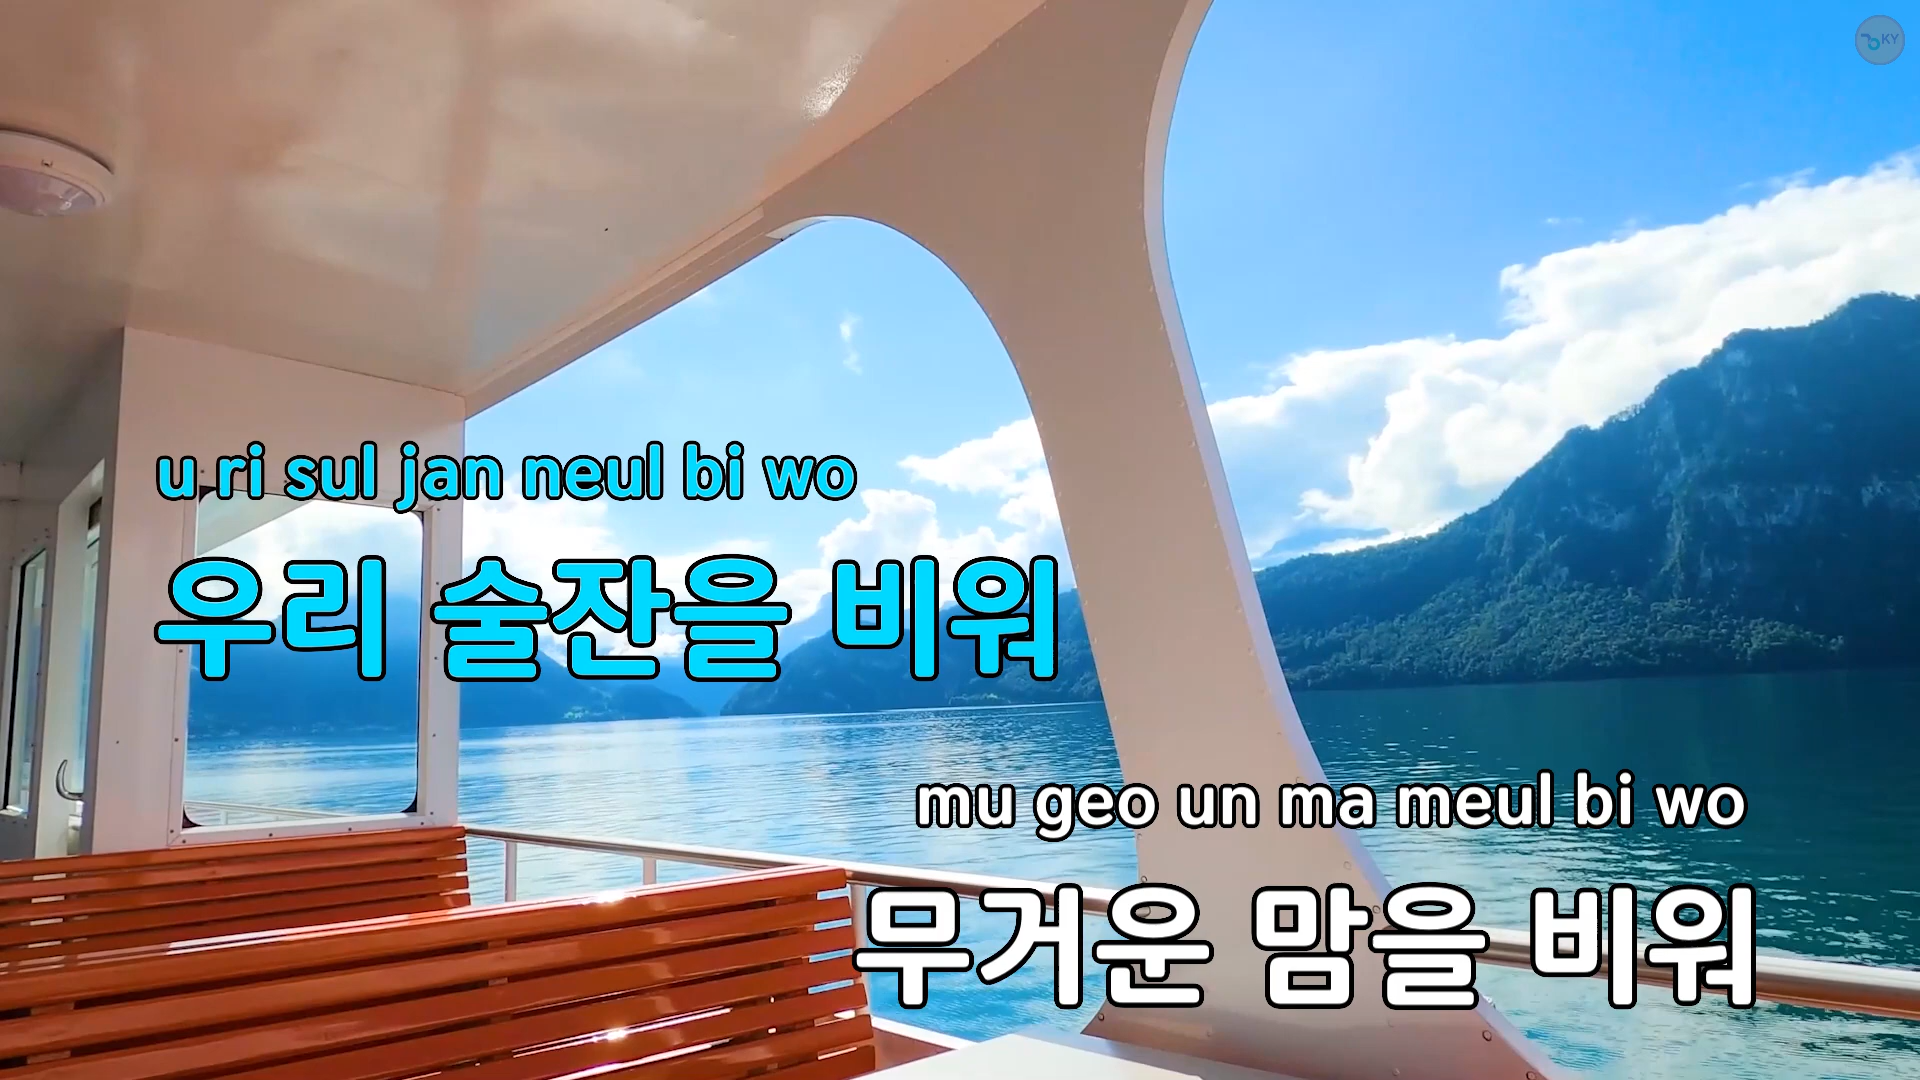 KY
u ri sul jan neul bi wo
우리 술잔을 비워
mu geo un ma meul bi wo
무거운 맘을 비워